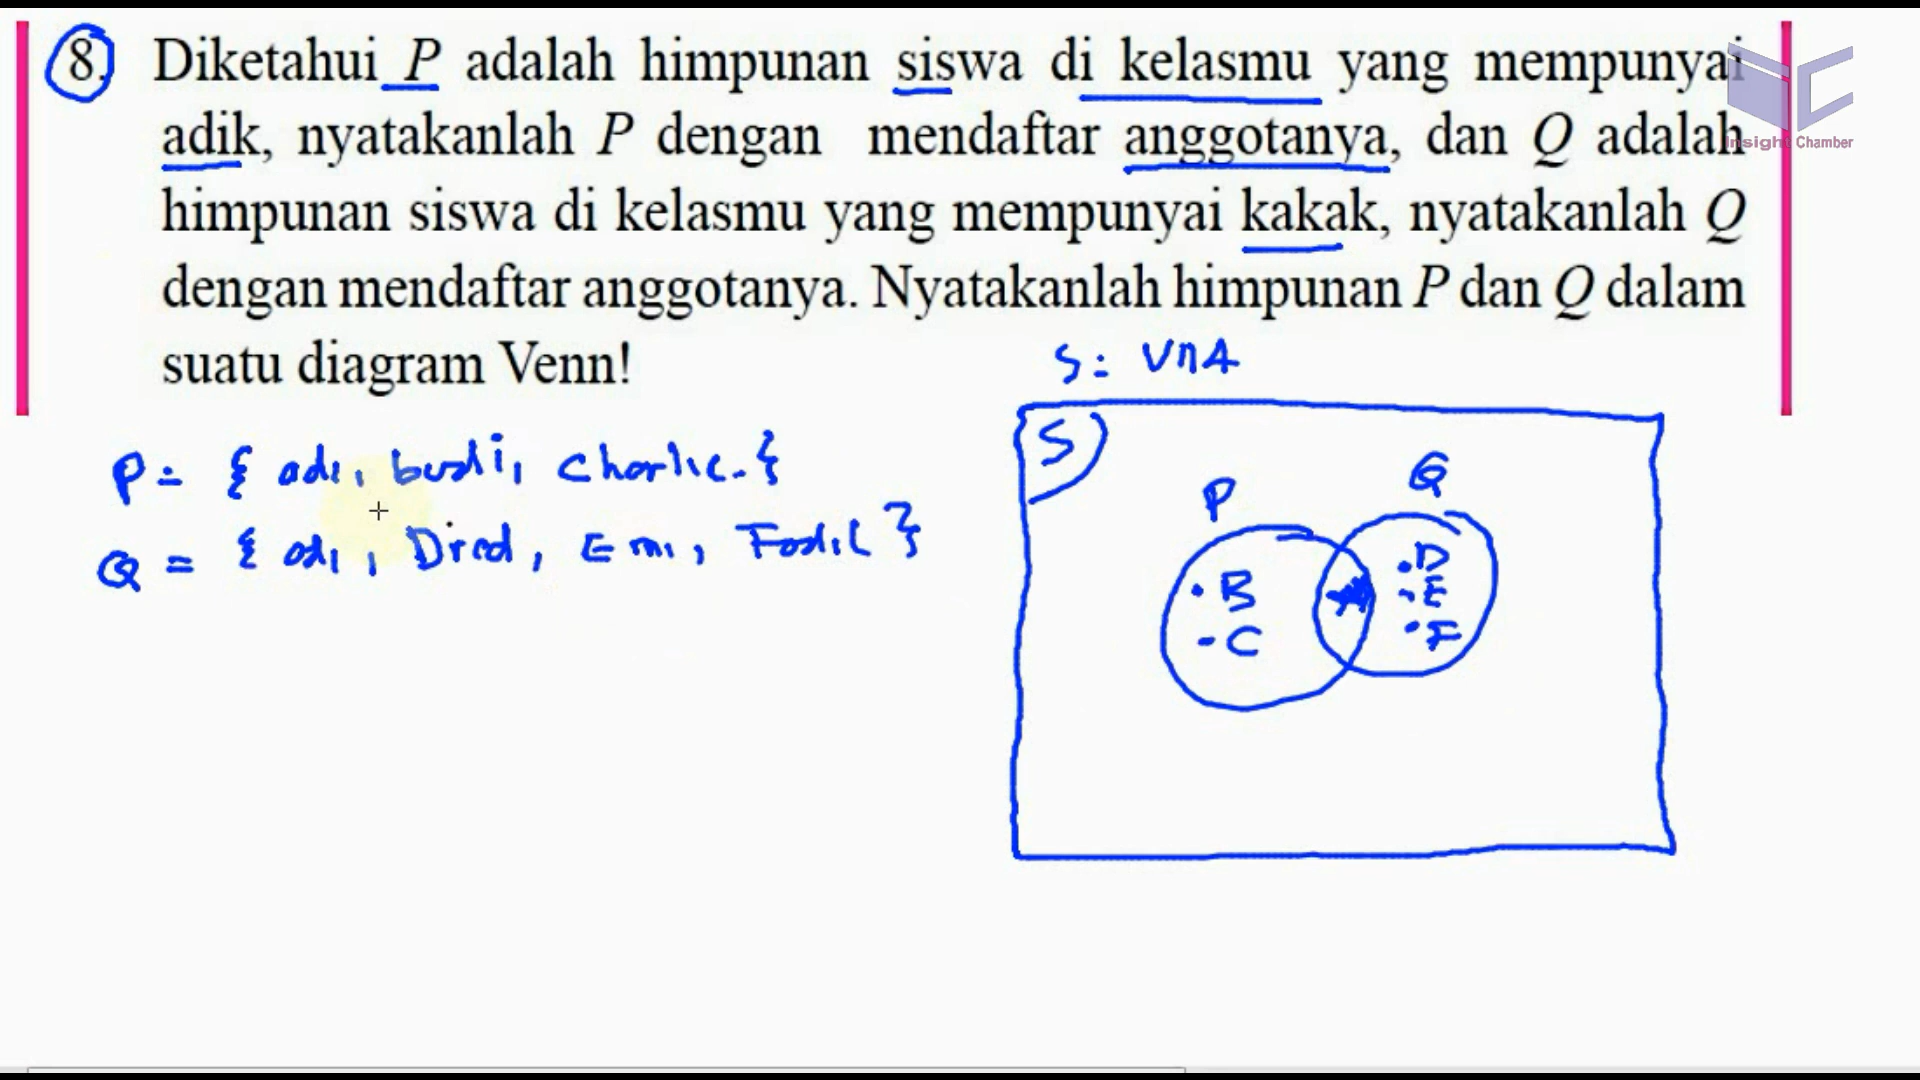 8. Diketahui P adalah himpunan siswa di kelasmu yang mempunyai
adik, nyatakanlah P dengan mendaftar anggotanya, dan Q adalah
himpunan siswa di kelasmu yang mempunyai kakak, nyatakanlah Q
dengan mendaftar anggotanya. Nyatakanlah himpunan P dan Q dalam
suatu diagram Venn!
Insight Chamber
S: VII A
P = { adi, budi, Charlie. }
Q = { adi, , Emi, Fadil }
S
P
Q
B
C
A
D
E
F